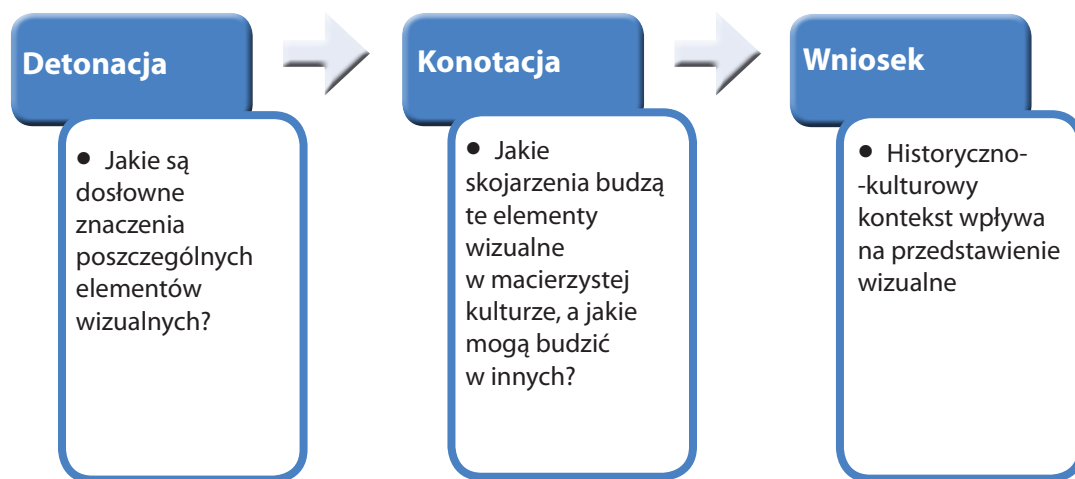 Detonacja
• Jakie są
dosłowne
znaczenia
poszczególnych
elementów
wizualnych?
Konotacja
• Jakie
skojarzenia budzą
te elementy
wizualne
w macierzystej
kulturze, a jakie
mogą budzić
w innych?
Wniosek
• Historyczno-
-kulturowy
kontekst wpływa
na przedstawienie
wizualne